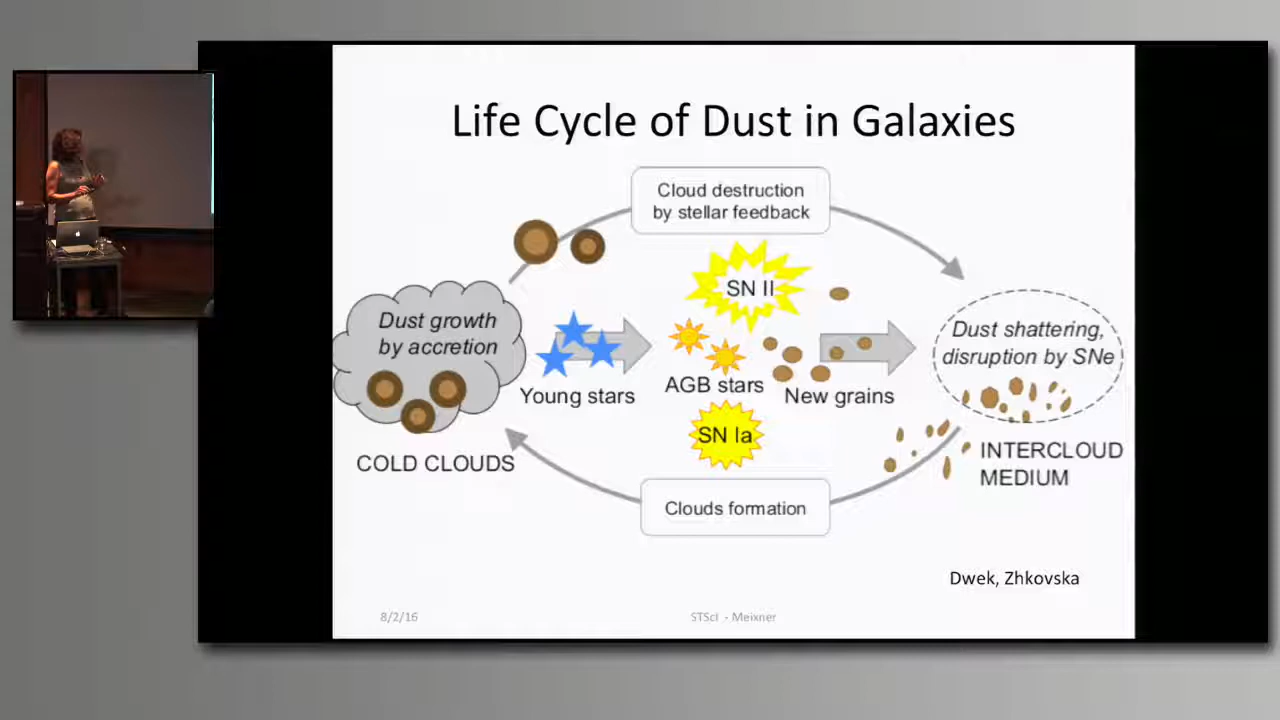 Life Cycle of Dust in Galaxies
Cloud destruction
by stellar feedback
SN II
Dust growth
by accretion
Dust shattering,
disruption by SNe
Young stars
AGB stars
New grains
SN Ia
COLD CLOUDS
INTERCLOUD
MEDIUM
Clouds formation
Dwek, Zhkovska
8/2/16
STScI - Meixner